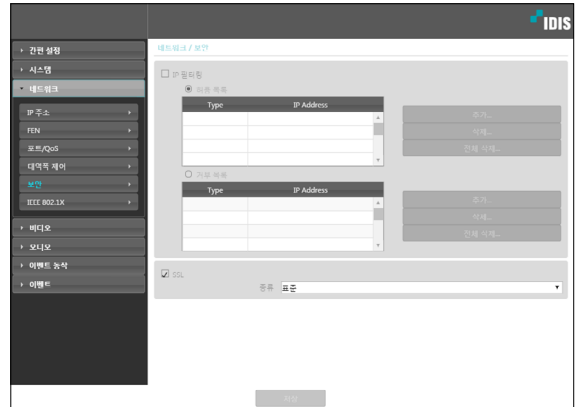 IDIS
간편 설정
시스템
네트워크
IP 주소
FEN
포트/QoS
대역폭 제어
보안
IEEE 802.1X
비디오
오디오
이벤트 동작
이벤트
네트워크 / 보안
IP 필터링
허용 목록
Type IP Address
추가...
삭제...
전체 삭제...
거부 목록
Type IP Address
추가...
삭제...
전체 삭제...
SSL
종류 표준
저장